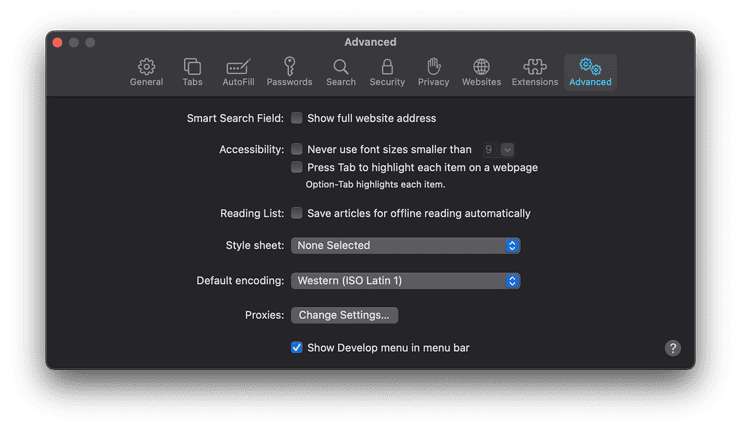 Advanced
General Tabs AutoFill Passwords Search Security Privacy Websites Extensions Advanced
Smart Search Field: Show full website address
Accessibility: Never use font sizes smaller than 9
Press Tab to highlight each item on a webpage
Option-Tab highlights each item.
Reading List: Save articles for offline reading automatically
Style sheet: None Selected
Default encoding: Western (ISO Latin 1)
Proxies: Change Settings...
Show Develop menu in menu bar ?